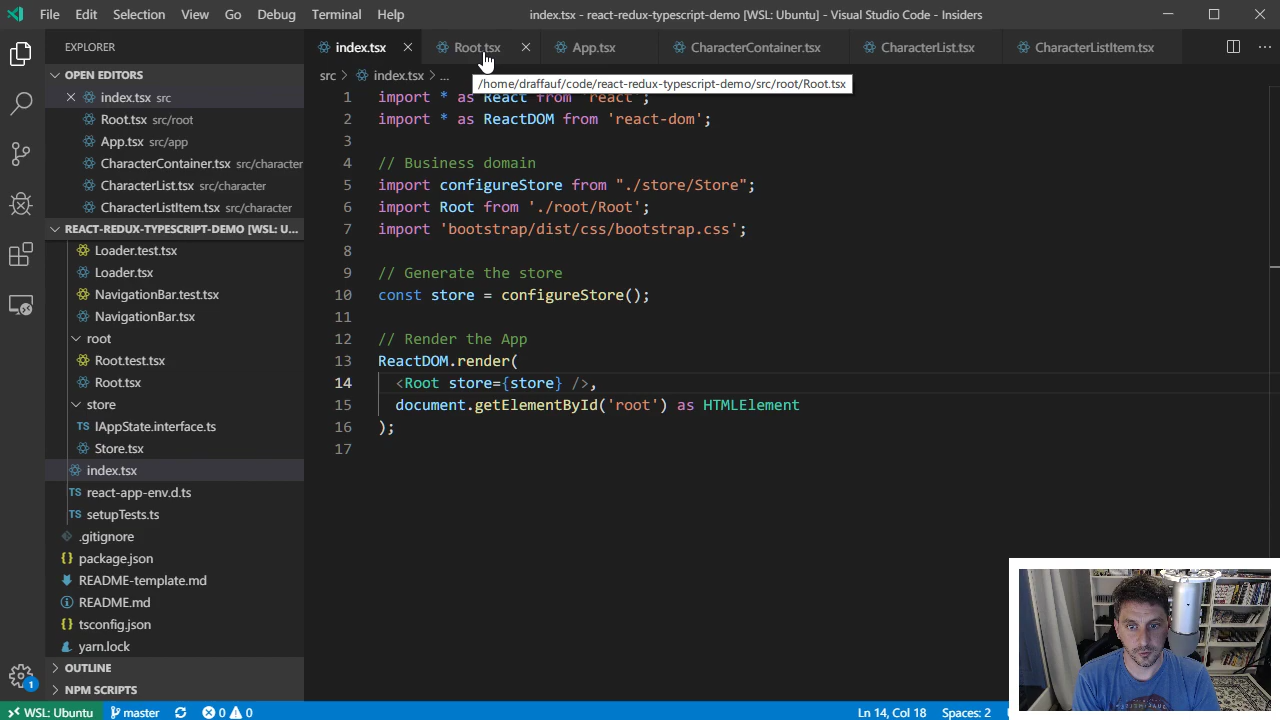 File Edit Selection View Go Debug Terminal Help index.tsx - react-redux-typescript-demo [WSL: Ubuntu] - Visual Studio Code - Insiders
EXPLORER
index.tsx Root.tsx App.tsx CharacterContainer.tsx CharacterList.tsx CharacterListItem.tsx
OPEN EDITORS
index.tsx src
Root.tsx src/root
App.tsx src/app
CharacterContainer.tsx src/character
CharacterList.tsx src/character
CharacterListItem.tsx src/character
REACT-REDUX-TYPESCRIPT-DEMO [WSL: U...
Loader.test.tsx
Loader.tsx
NavigationBar.test.tsx
NavigationBar.tsx
root
Root.test.tsx
Root.tsx
store
IAppState.interface.ts
Store.tsx
index.tsx
react-app-env.d.ts
setupTests.ts
.gitignore
package.json
README-template.md
README.md
tsconfig.json
yarn.lock
OUTLINE
NPM SCRIPTS
src > index.tsx > ...
/home/draffauf/code/react-redux-typescript-demo/src/root/Root.tsx
1 import * as React from 'react';
2 import * as ReactDOM from 'react-dom';
3
4 // Business domain
5 import configureStore from "./store/Store";
6 import Root from './root/Root';
7 import 'bootstrap/dist/css/bootstrap.css';
8
9 // Generate the store
10 const store = configureStore();
11
12 // Render the App
13 ReactDOM.render(
14 <Root store={store} />,
15 document.getElementById('root') as HTMLElement
16 );
17
1
WSL: Ubuntu master 0 0 Ln 14, Col 18 Spaces: 2